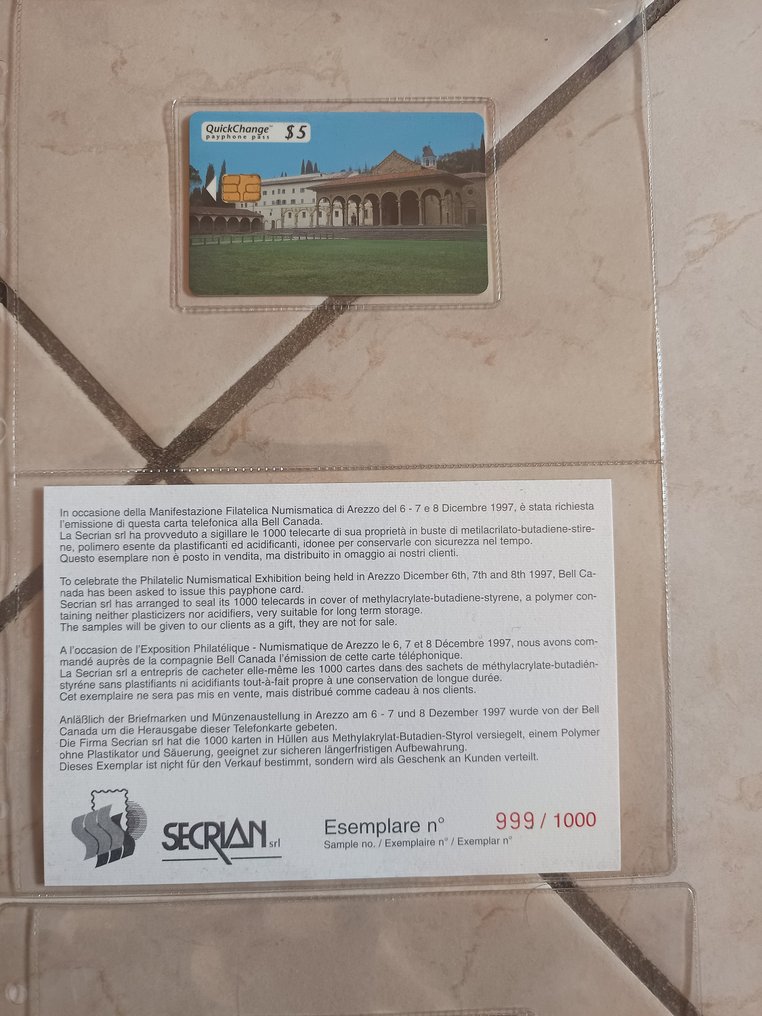 QuickChange™ $5
payphone pass
In occasione della Manifestazione Filatelica Numismatica di Arezzo del 6 - 7 e 8 Dicembre 1997, è stata richiesta
l'emissione di questa carta telefonica alla Bell Canada.
La Secrian srl ha provveduto a sigillare le 1000 telecarte di sua proprietà in buste di metilacrilato-butadiene-stire-
ne, polimero esente da plastificanti ed acidificanti, idonee per conservarle con sicurezza nel tempo.
Questo esemplare non è posto in vendita, ma distribuito in omaggio ai nostri clienti.
To celebrate the Philatelic Numismatical Exhibition being held in Arezzo Dicember 6th, 7th and 8th 1997, Bell Ca-
nada has been asked to issue this payphone card.
Secrian srl has arranged to seal its 1000 telecards in cover of methylacrylate-butadiene-styrene, a polymer con-
taining neither plasticizers nor acidifiers, very suitable for long term storage.
The samples will be given to our clients as a gift, they are not for sale.
A l'occasion de l'Exposition Philatélique - Numismatique de Arezzo le 6, 7 et 8 Décembre 1997, nous avons com-
mandé auprès de la compagnie Bell Canada l'émission de cette carte téléphonique.
La Secrian srl a entrepris de cacheter elle-même les 1000 cartes dans des sachets de méthylacrylate-butadièn-
styréne sans plastifiants ni acidifiants tout-à-fait propre à une conservation de longue durée.
Cet exemplaire ne sera pas mis en vente, mais distribué comme cadeau à nos clients.
Anläßlich der Briefmarken und Münzenaustellung in Arezzo am 6 - 7 und 8 Dezember 1997 wurde von der Bell
Canada um die Herausgabe dieser Telefonkarte gebeten.
Die Firma Secrian srl hat die 1000 karten in Hüllen aus Methylakrylat-Butadien-Styrol versiegelt, einem Polymer
ohne Plastikator und Säuerung, geeignet zur sicheren längerfristigen Aufbewahrung.
Dieses Exemplar ist nicht für den Verkauf bestimmt, sondern wird als Geschenk an Kunden verteilt.
SECRIAN srl
Esemplare n° 999 / 1000
Sample no. / Exemplaire n° / Exemplar n°